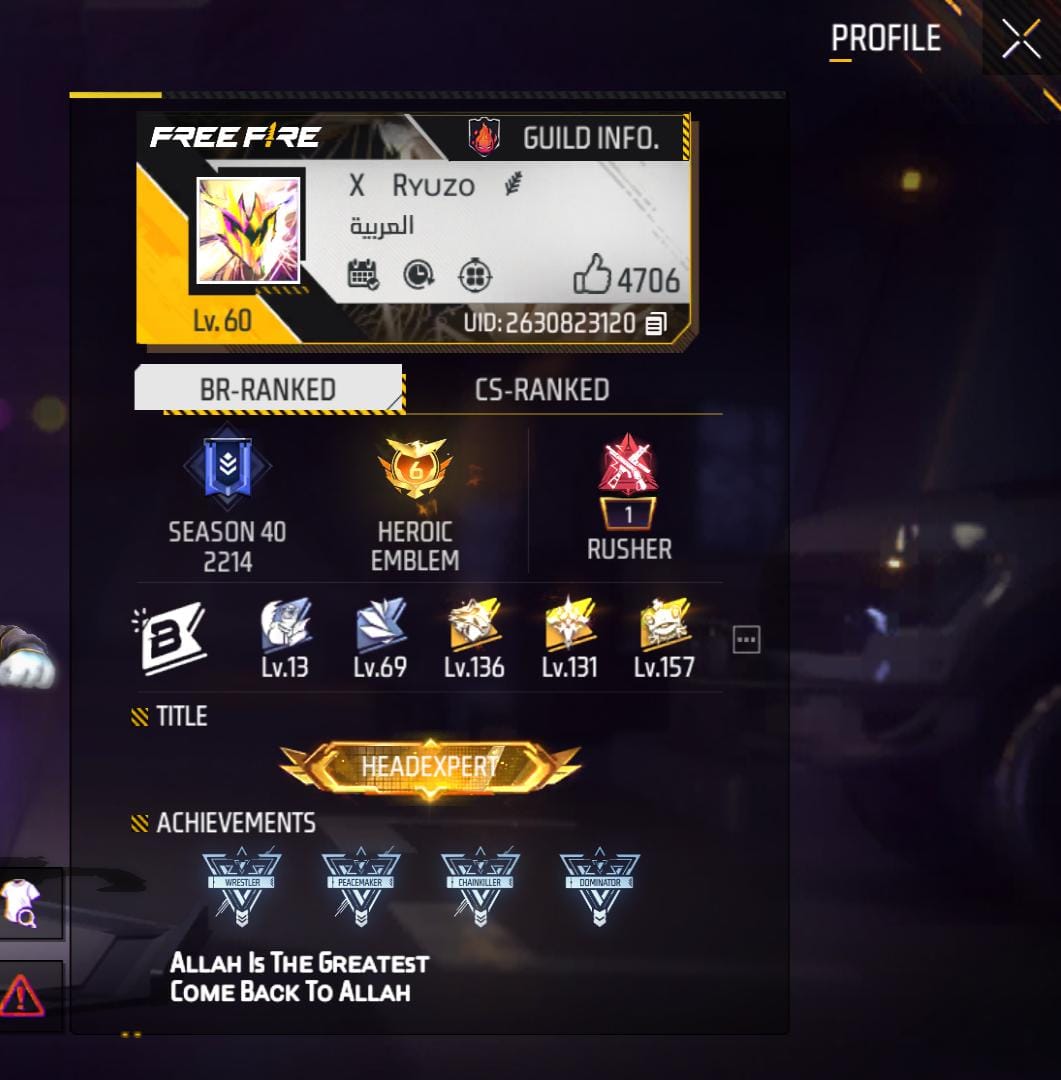 PROFILE
FREE FIRE
GUILD INFO.
X Ryuzo
العربية
4706
Lv. 60
UID: 2630823120
BR-RANKED
CS-RANKED
6
1
SEASON 40
2214
HEROIC
EMBLEM
RUSHER
B
Lv.13
Lv.69
Lv.136
Lv.131
Lv.157
TITLE
HEADEXPERT
ACHIEVEMENTS
WRESTLER
PEACEMAKER
CHAINKILLER
DOMINATOR
Allah Is The Greatest
Come Back To Allah